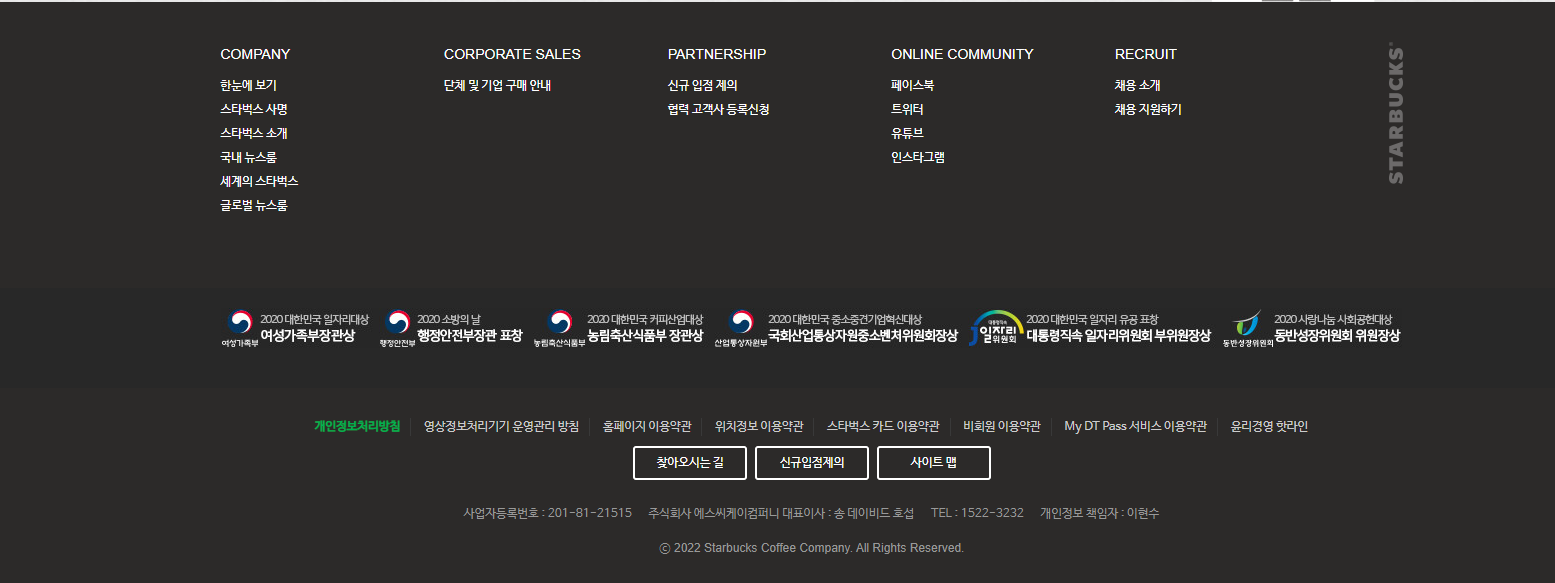 COMPANY
한눈에 보기
스타벅스 사명
스타벅스 소개
국내 뉴스룸
세계의 스타벅스
글로벌 뉴스룸
CORPORATE SALES
단체 및 기업 구매 안내
PARTNERSHIP
신규 입점 제의
협력 고객사 등록신청
ONLINE COMMUNITY
페이스북
트위터
유튜브
인스타그램
RECRUIT
채용 소개
채용 지원하기
STARBUCKS
여성가족부
2020 대한민국 일자리대상
여성가족부장관상
행정안전부
2020 소방의 날
행정안전부장관 표창
농림축산식품부
2020 대한민국 커피산업대상
농림축산식품부 장관상
산업통상자원부
2020 대한민국 중소중견기업혁신대상
국회산업통상자원중소벤처위원회장상
대통령직속
일자리
위원회
2020 대한민국 일자리 유공 표창
대통령직속 일자리위원회 부위원장상
동반성장위원회
2020 사랑나눔 사회공헌대상
동반성장위원회 위원장상
개인정보처리방침 영상정보처리기기 운영관리 방침 홈페이지 이용약관 위치정보 이용약관 스타벅스 카드 이용약관 비회원 이용약관 My DT Pass 서비스 이용약관 윤리경영 핫라인
찾아오시는 길 신규입점제의 사이트 맵
사업자등록번호 : 201-81-21515 주식회사 에스씨케이컴퍼니 대표이사 : 송 데이비드 호섭 TEL : 1522-3232 개인정보 책임자 : 이현수
ⓒ 2022 Starbucks Coffee Company. All Rights Reserved.